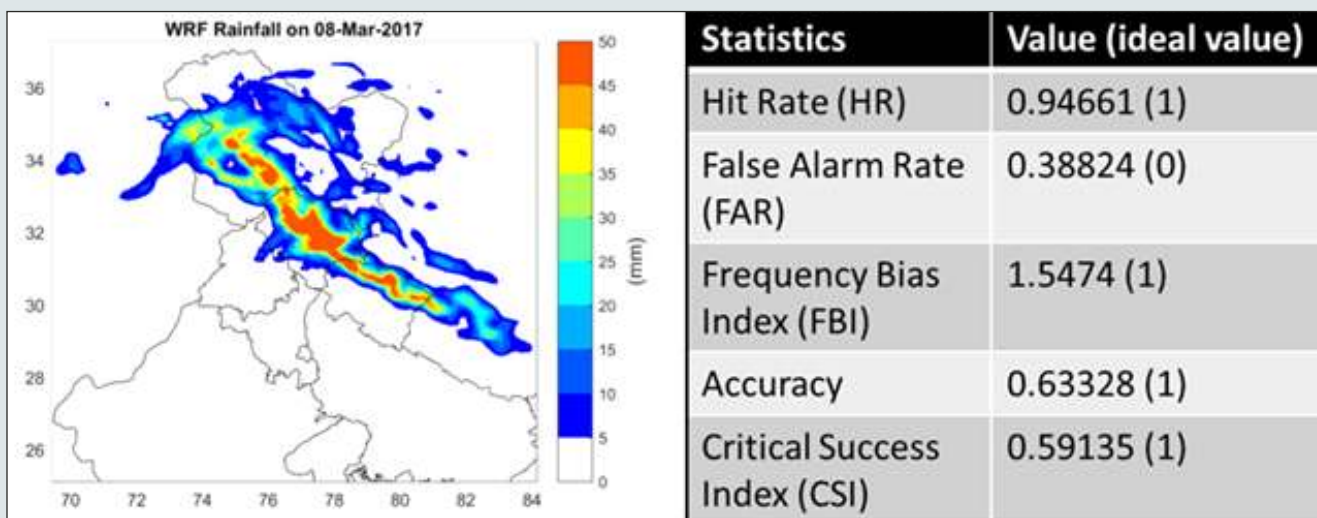 WRF Rainfall on 08-Mar-2017
36
34
32
30
28
26
70
72
74
76
78
80
82
84
50
45
40
35
30
25
20
15
10
5
0
(mm)
Statistics Value (ideal value)
Hit Rate (HR) 0.94661 (1)
False Alarm Rate 0.38824 (0)
(FAR)
Frequency Bias 1.5474 (1)
Index (FBI)
Accuracy 0.63328 (1)
Critical Success 0.59135 (1)
Index (CSI)